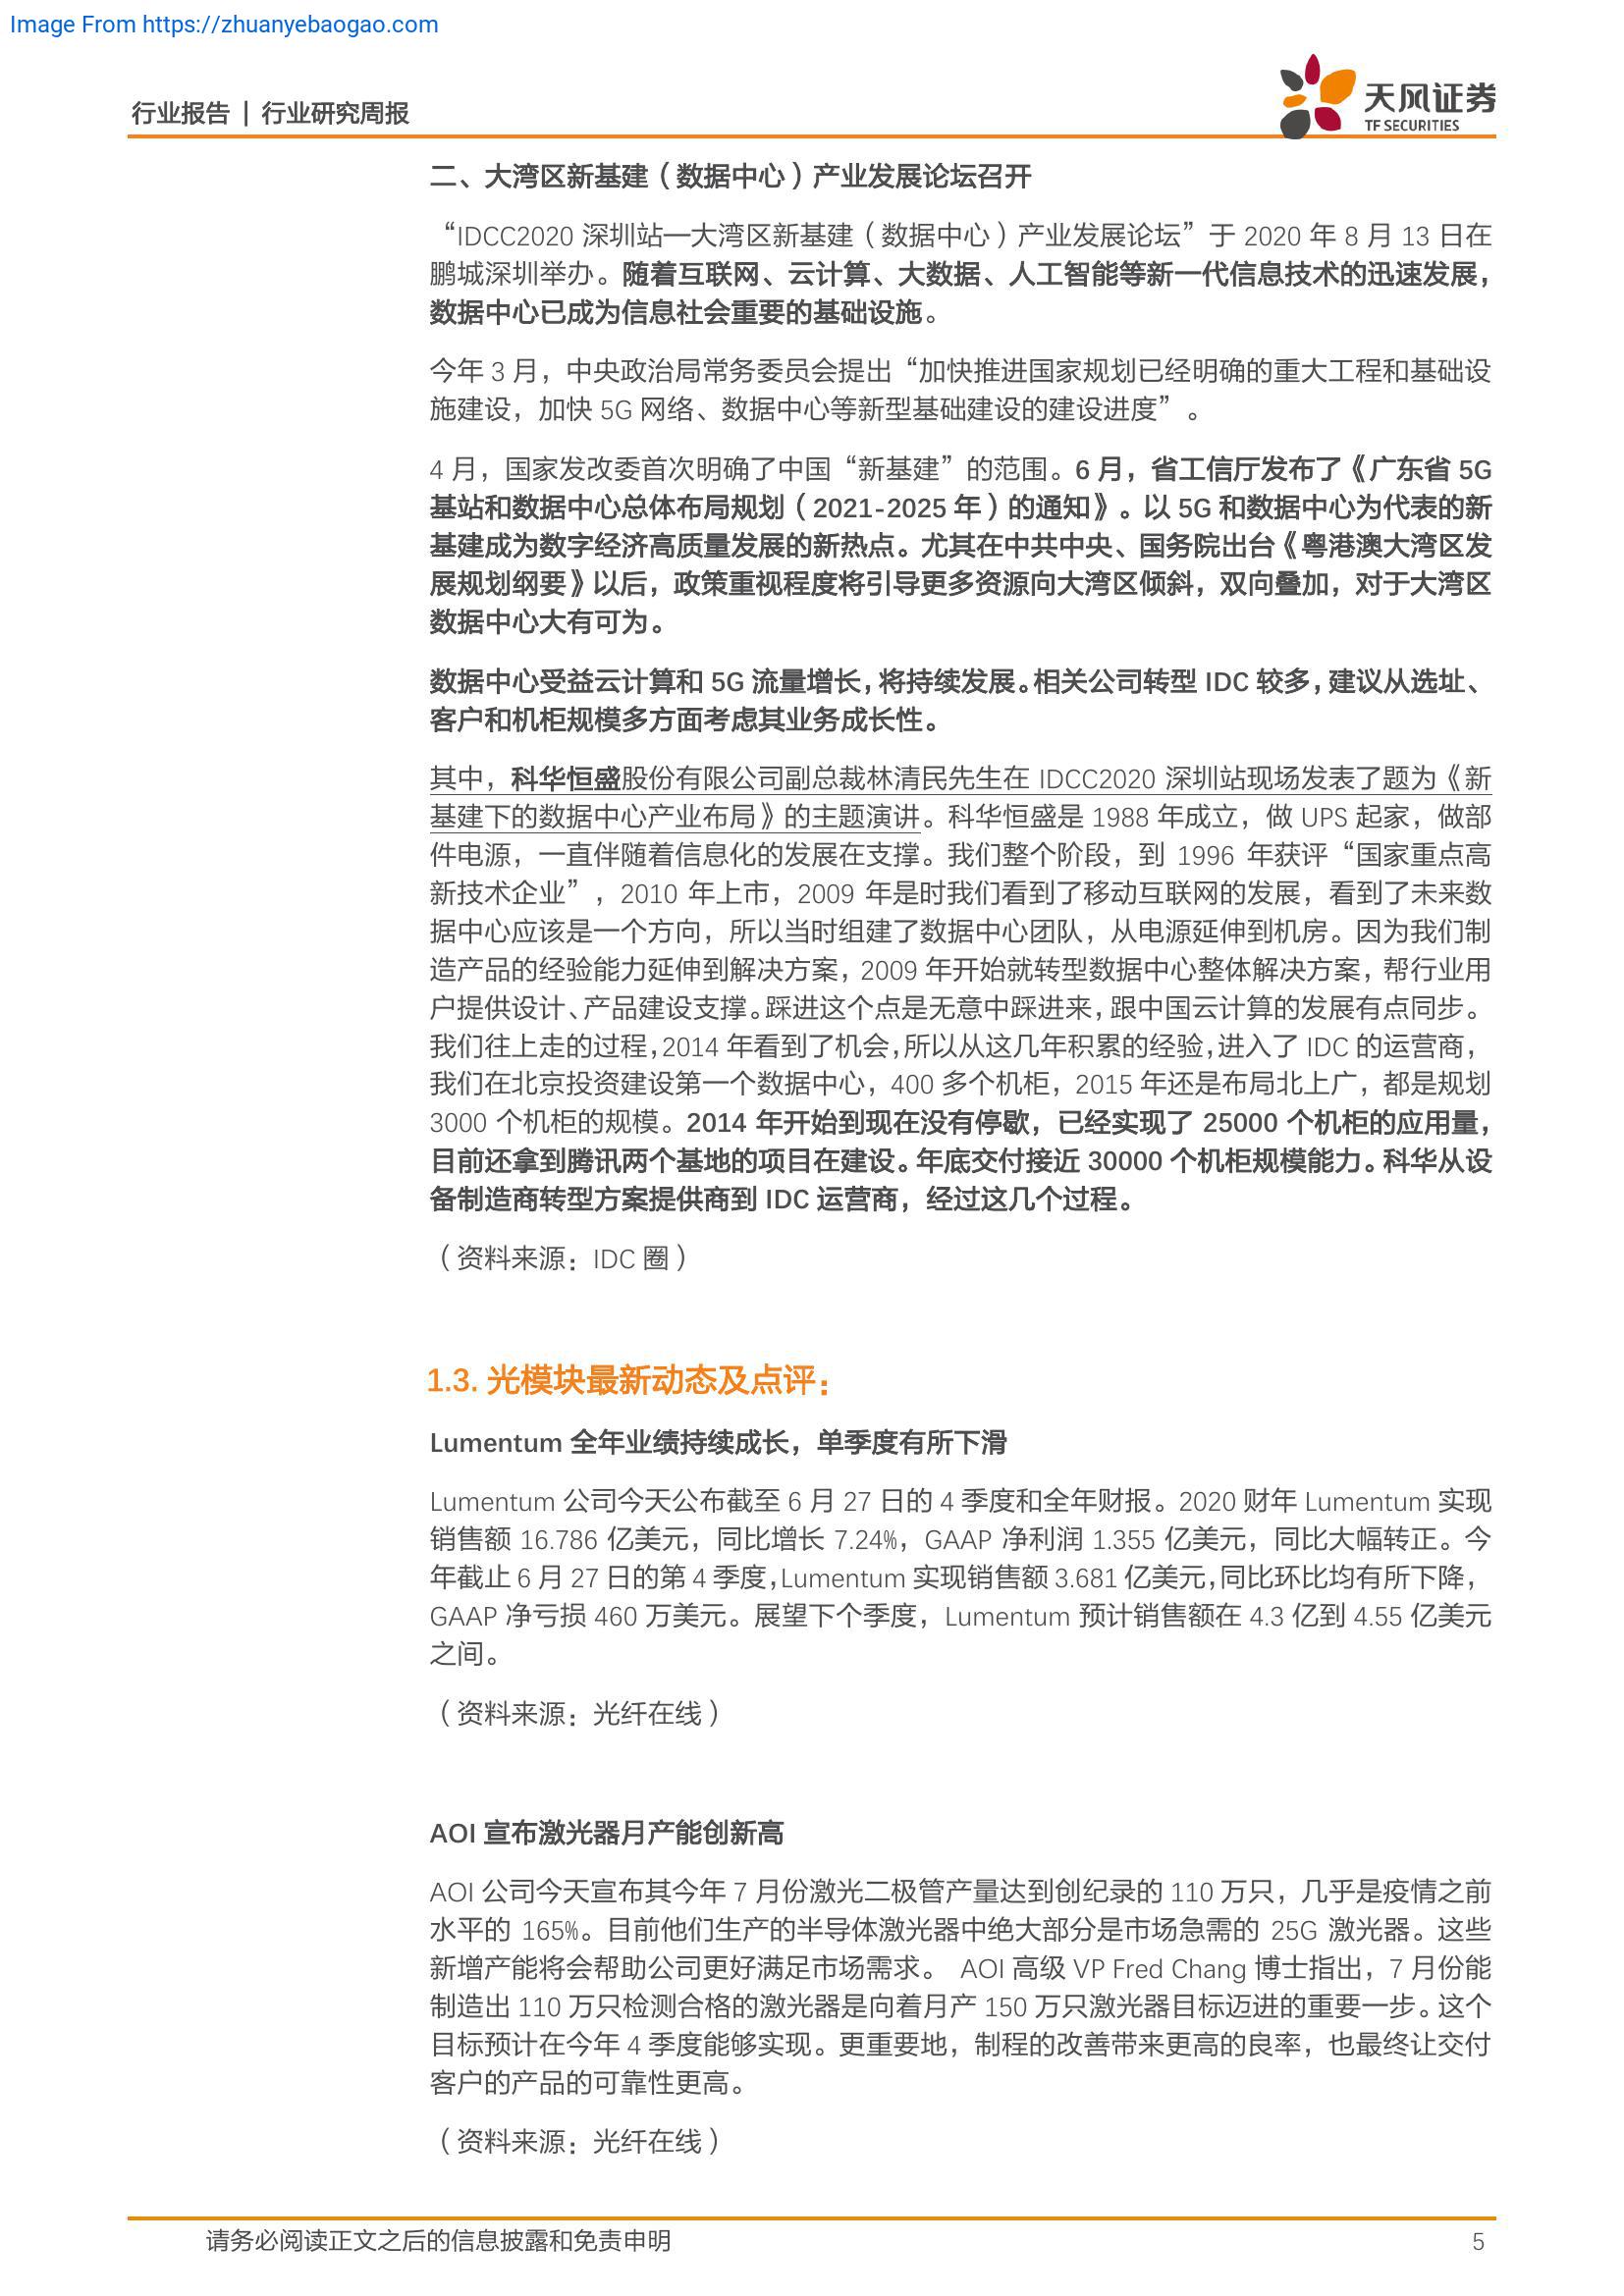 Image From https://zhuanyebaogao.com
行业报告 | 行业研究周报
天风证券
TF SECURITIES
二、大湾区新基建（数据中心）产业发展论坛召开
“IDCC2020 深圳站—大湾区新基建（数据中心）产业发展论坛”于 2020 年 8 月 13 日在
鹏城深圳举办。随着互联网、云计算、大数据、人工智能等新一代信息技术的迅速发展，
数据中心已成为信息社会重要的基础设施。
今年 3 月，中央政治局常务委员会提出“加快推进国家规划已经明确的重大工程和基础设
施建设，加快 5G 网络、数据中心等新型基础建设的建设进度”。
4 月，国家发改委首次明确了中国“新基建”的范围。6 月，省工信厅发布了《广东省 5G
基站和数据中心总体布局规划（2021-2025 年）的通知》。以 5G 和数据中心为代表的新
基建成为数字经济高质量发展的新热点。尤其在中共中央、国务院出台《粤港澳大湾区发
展规划纲要》以后，政策重视程度将引导更多资源向大湾区倾斜，双向叠加，对于大湾区
数据中心大有可为。
数据中心受益云计算和 5G 流量增长，将持续发展。相关公司转型 IDC 较多，建议从选址、
客户和机柜规模多方面考虑其业务成长性。
其中，科华恒盛股份有限公司副总裁林清民先生在 IDCC2020 深圳站现场发表了题为《新
基建下的数据中心产业布局》的主题演讲。科华恒盛是 1988 年成立，做 UPS 起家，做部
件电源，一直伴随着信息化的发展在支撑。我们整个阶段，到 1996 年获评“国家重点高
新技术企业”，2010 年上市，2009 年是时我们看到了移动互联网的发展，看到了未来数
据中心应该是一个方向，所以当时组建了数据中心团队，从电源延伸到机房。因为我们制
造产品的经验能力延伸到解决方案，2009 年开始就转型数据中心整体解决方案，帮行业用
户提供设计、产品建设支撑。踩进这个点是无意中踩进来，跟中国云计算的发展有点同步。
我们往上走的过程，2014 年看到了机会，所以从这几年积累的经验，进入了 IDC 的运营商，
我们在北京投资建设第一个数据中心，400 多个机柜，2015 年还是布局北上广，都是规划
3000 个机柜的规模。2014 年开始到现在没有停歇，已经实现了 25000 个机柜的应用量，
目前还拿到腾讯两个基地的项目在建设。年底交付接近 30000 个机柜规模能力。科华从设
备制造商转型方案提供商到 IDC 运营商，经过这几个过程。
（资料来源：IDC 圈）
1.3. 光模块最新动态及点评：
Lumentum 全年业绩持续成长，单季度有所下滑
Lumentum 公司今天公布截至 6 月 27 日的 4 季度和全年财报。2020 财年 Lumentum 实现
销售额 16.786 亿美元，同比增长 7.24%，GAAP 净利润 1.355 亿美元，同比大幅转正。今
年截止 6 月 27 日的第 4 季度，Lumentum 实现销售额 3.681 亿美元，同比环比均有所下降，
GAAP 净亏损 460 万美元。展望下个季度，Lumentum 预计销售额在 4.3 亿到 4.55 亿美元
之间。
（资料来源：光纤在线）
AOI 宣布激光器月产能创新高
AOI 公司今天宣布其今年 7 月份激光二极管产量达到创纪录的 110 万只，几乎是疫情之前
水平的 165%。目前他们生产的半导体激光器中绝大部分是市场急需的 25G 激光器。这些
新增产能将会帮助公司更好满足市场需求。 AOI 高级 VP Fred Chang 博士指出，7 月份能
制造出 110 万只检测合格的激光器是向着月产 150 万只激光器目标迈进的重要一步。这个
目标预计在今年 4 季度能够实现。更重要地，制程的改善带来更高的良率，也最终让交付
客户的产品的可靠性更高。
（资料来源：光纤在线）
请务必阅读正文之后的信息披露和免责申明
5